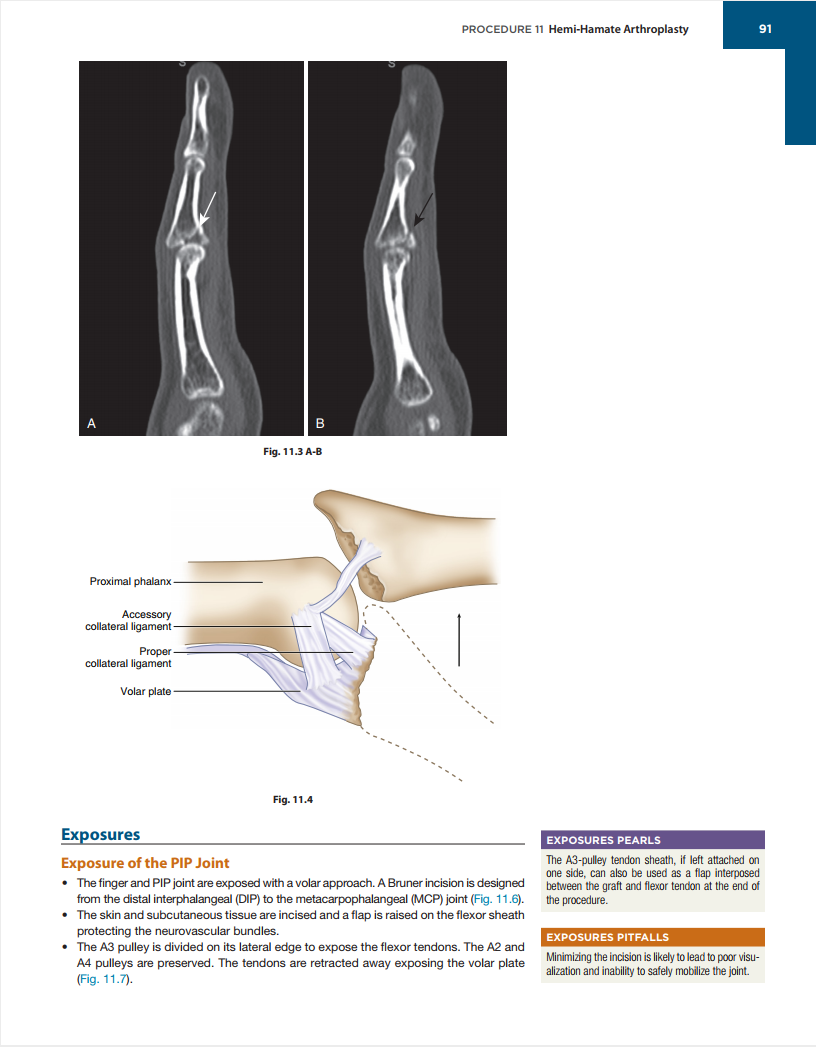 PROCEDURE 11 Hemi-Hamate Arthroplasty
91
S
S
A
B
Fig. 11.3 A-B
Proximal phalanx
Accessory
collateral ligament
Proper
collateral ligament
Volar plate
Fig. 11.4
Exposures
Exposure of the PIP Joint
• The finger and PIP joint are exposed with a volar approach. A Bruner incision is designed
from the distal interphalangeal (DIP) to the metacarpophalangeal (MCP) joint (Fig. 11.6).
• The skin and subcutaneous tissue are incised and a flap is raised on the flexor sheath
protecting the neurovascular bundles.
• The A3 pulley is divided on its lateral edge to expose the flexor tendons. The A2 and
A4 pulleys are preserved. The tendons are retracted away exposing the volar plate
(Fig. 11.7).
EXPOSURES PEARLS
The A3-pulley tendon sheath, if left attached on
one side, can also be used as a flap interposed
between the graft and flexor tendon at the end of
the procedure.
EXPOSURES PITFALLS
Minimizing the incision is likely to lead to poor visu-
alization and inability to safely mobilize the joint.